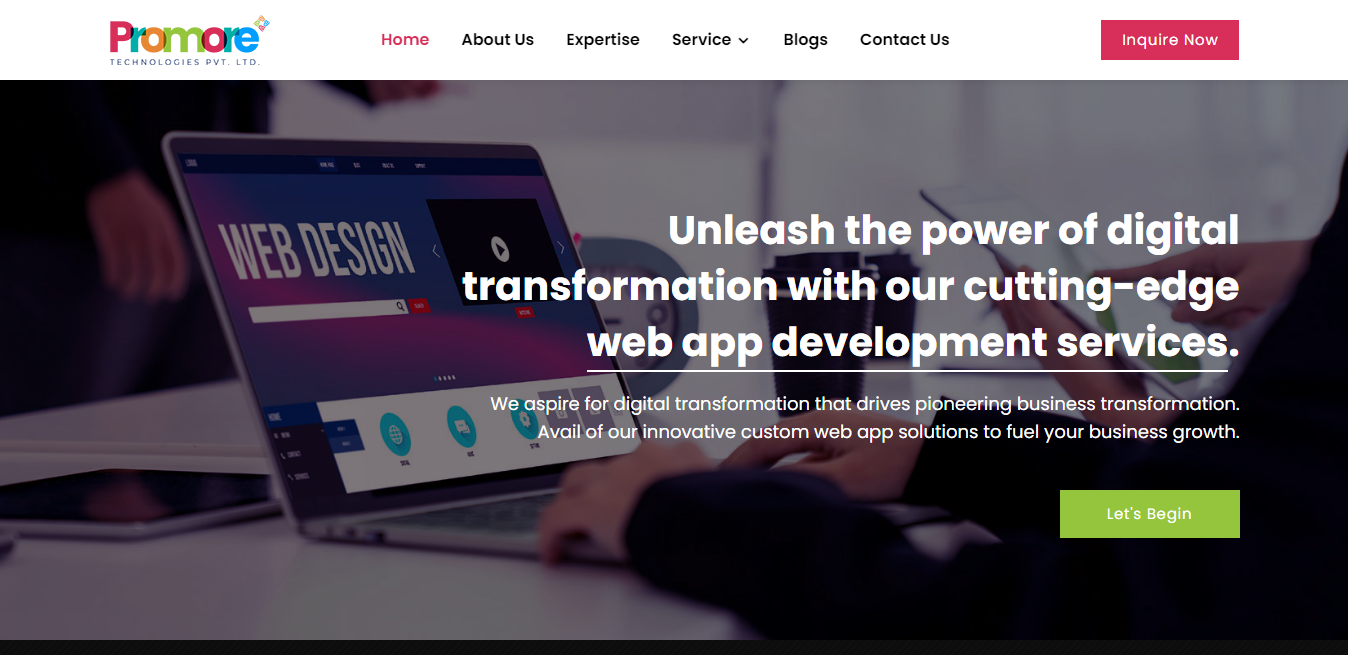 Promore
TECHNOLOGIES PVT. LTD.
Home
About Us
Expertise
Service
Blogs
Contact Us
Inquire Now
WEB DESIGN
HOME
Unleash the power of digital
transformation with our cutting-edge
web app development services.
We aspire for digital transformation that drives pioneering business transformation.
Avail of our innovative custom web app solutions to fuel your business growth.
Let's Begin